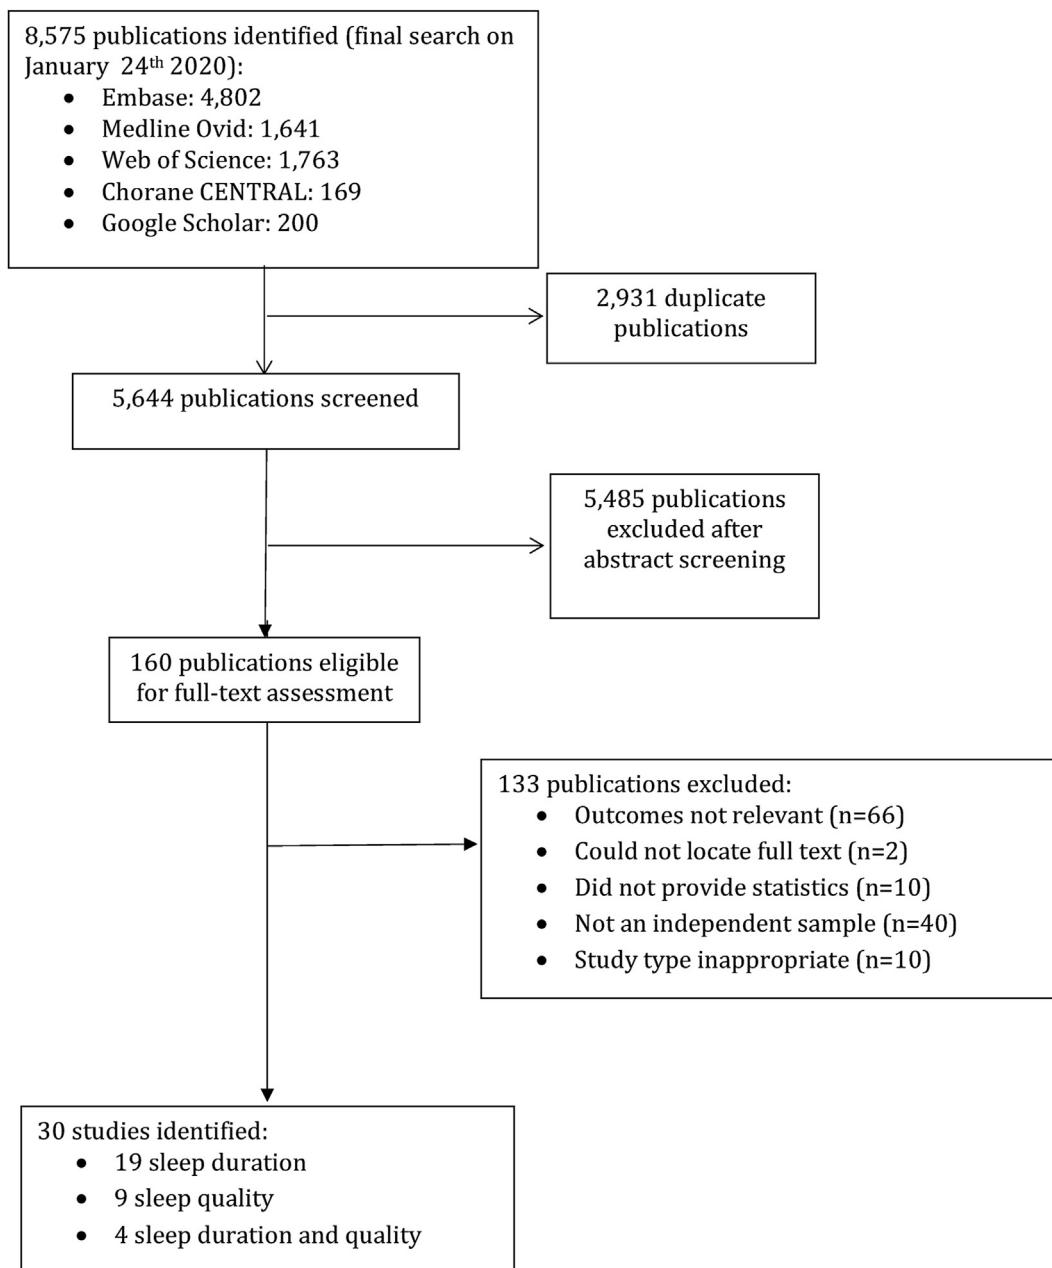 8,575 publications identified (final search on
January 24th 2020):
• Embase: 4,802
• Medline Ovid: 1,641
• Web of Science: 1,763
• Chorane CENTRAL: 169
• Google Scholar: 200
2,931 duplicate
publications
5,644 publications screened
5,485 publications
excluded after
abstract screening
160 publications eligible
for full-text assessment
133 publications excluded:
• Outcomes not relevant (n=66)
• Could not locate full text (n=2)
• Did not provide statistics (n=10)
• Not an independent sample (n=40)
• Study type inappropriate (n=10)
30 studies identified:
• 19 sleep duration
• 9 sleep quality
• 4 sleep duration and quality